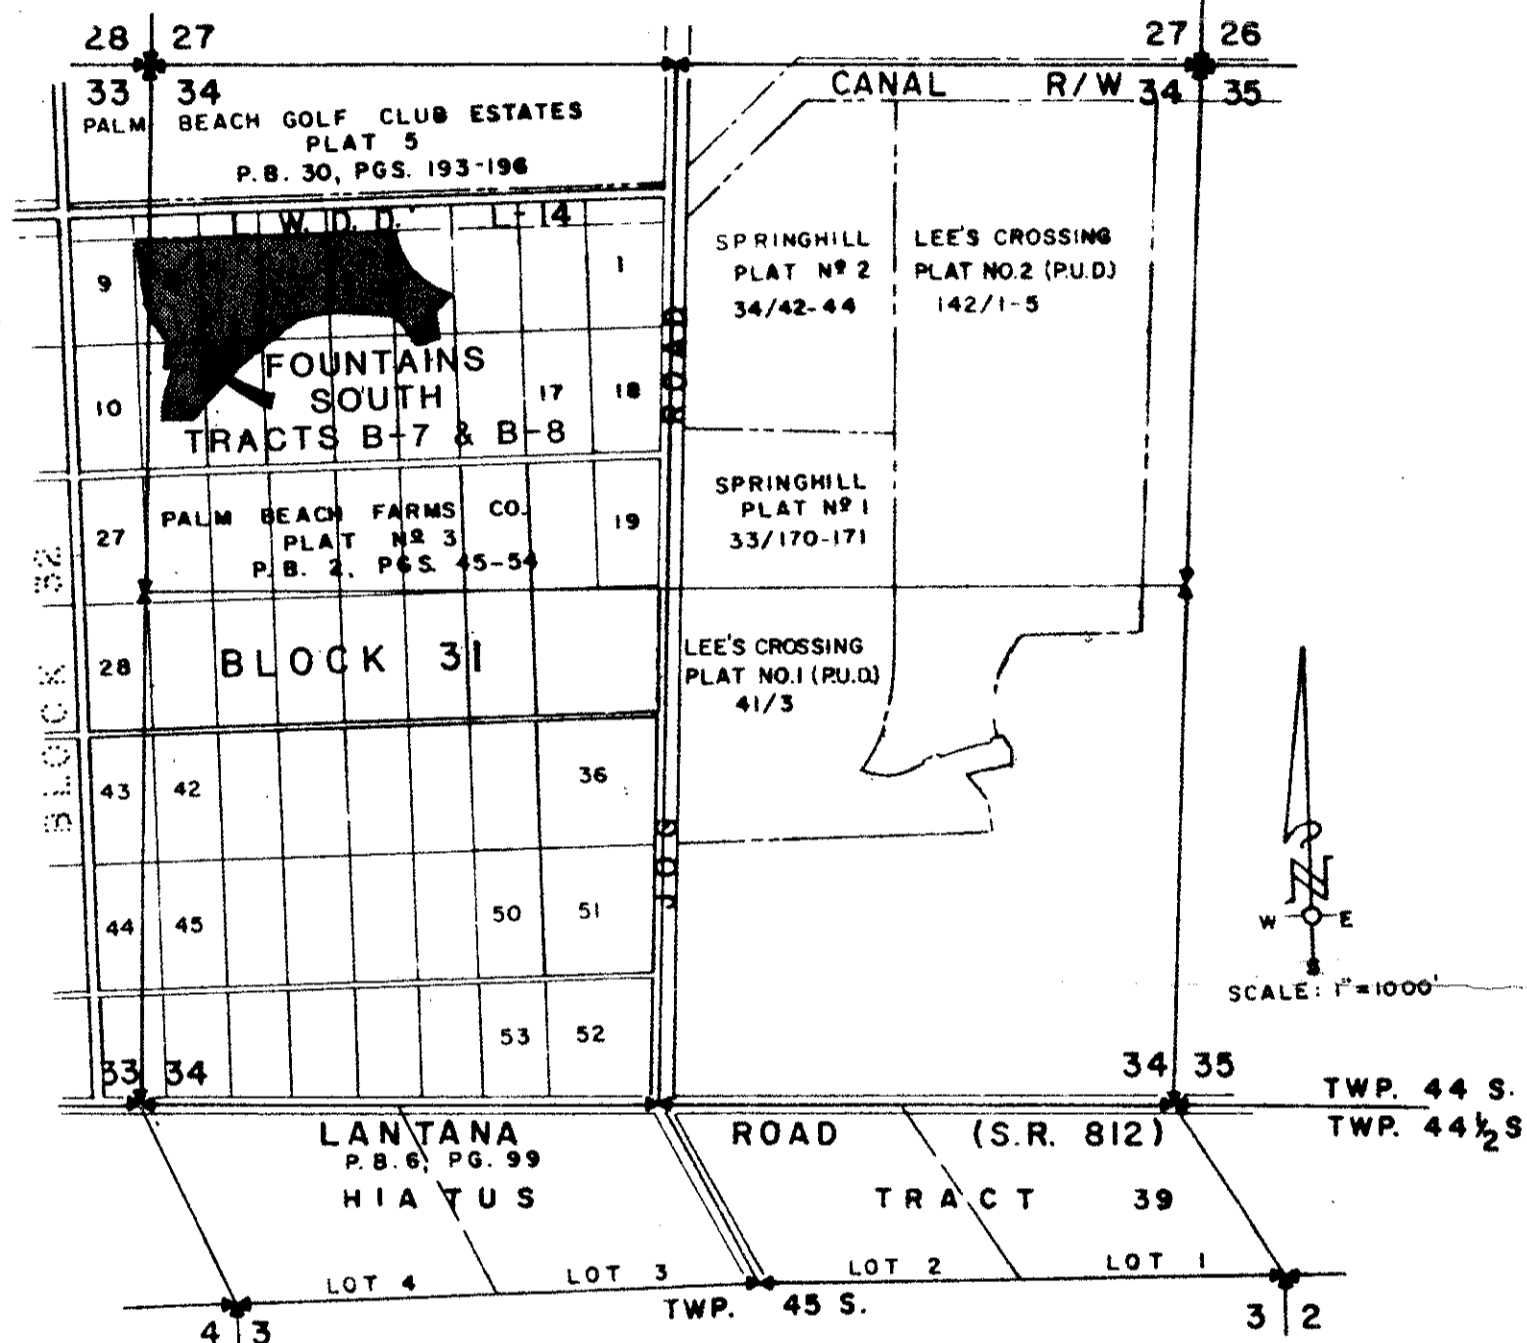 28 27
27 26
33 34
34 35
CANAL R/W
PALM BEACH GOLF CLUB ESTATES
PLAT 5
P.B. 30, PGS. 193-196
L. W. D. D. L-14
9
1
SPRINGHILL
PLAT Nº 2
34/42-44
LEE'S CROSSING
PLAT NO.2 (P.U.D.)
142/1-5
FOUNTAINS
SOUTH
TRACTS B-7 & B-8
10
17
18
JOG ROAD
PALM BEACH FARMS CO.
PLAT Nº 3
P.B. 2, PGS. 45-54
27
19
SPRINGHILL
PLAT Nº 1
33/170-171
BLOCK 32
28
BLOCK 31
LEE'S CROSSING
PLAT NO.1 (P.U.D.)
41/3
43 42
36
44 45
50
51
53
52
N
W E
S
SCALE: 1"=1000'
33 34
34 35
TWP. 44 S.
TWP. 44½ S
LANTANA ROAD (S.R. 812)
P.B.6, PG. 99
HIATUS TRACT 39
LOT 4
LOT 3
LOT 2
LOT 1
TWP. 45 S.
4 3
3 2